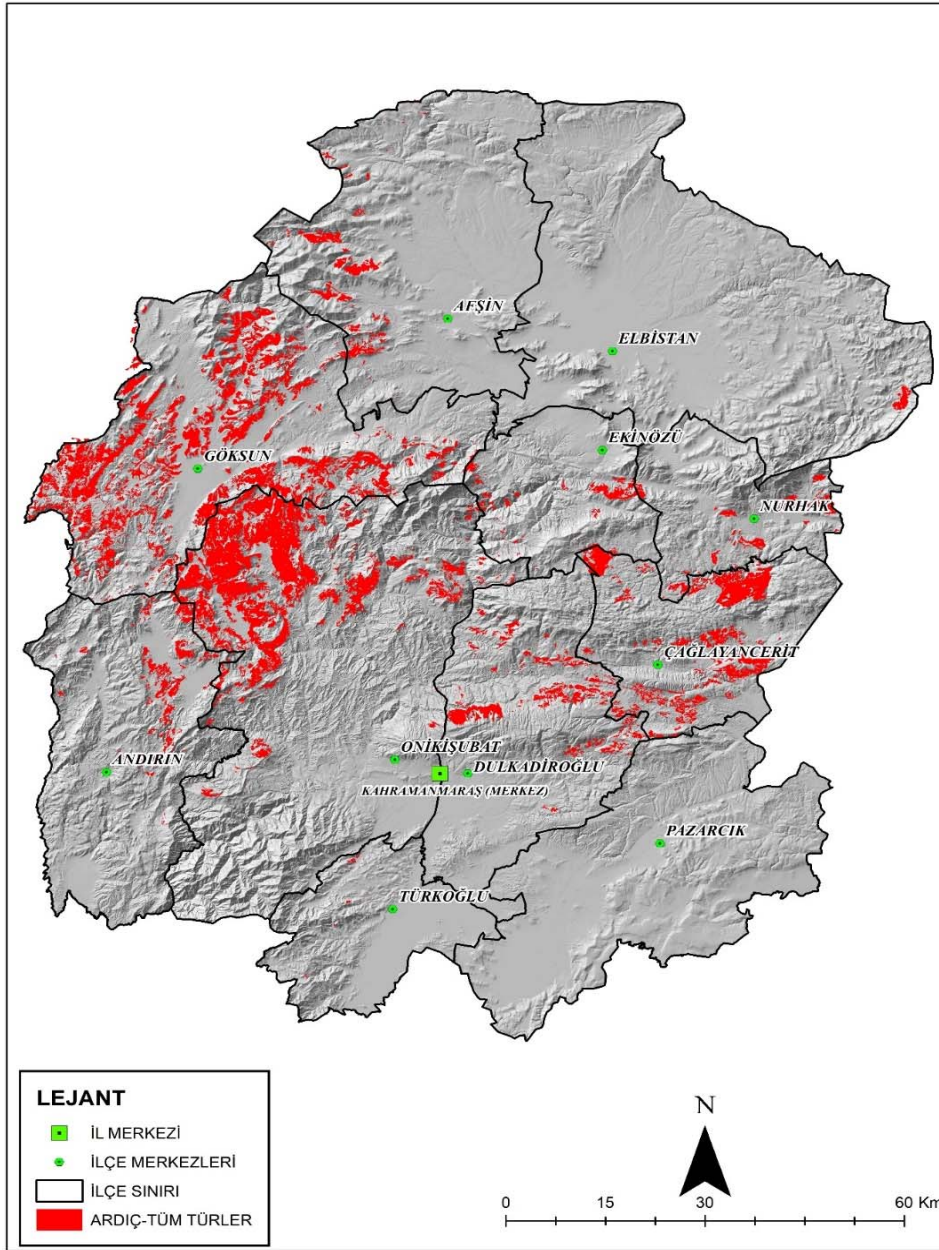 AFŞİN
ELBİSTAN
EKİNÖZÜ
GÖKSUN
NURHAK
ÇAĞLAYANCERİT
ONİKİŞUBAT
ANDIRIN
DULKADİROĞLU
KAHRAMANMARAŞ (MERKEZ)
PAZARCIK
TÜRKOĞLU
LEJANT
İL MERKEZİ
İLÇE MERKEZLERİ
İLÇE SINIRI
ARDIÇ-TÜM TÜRLER
N
0 15 30 60 Km